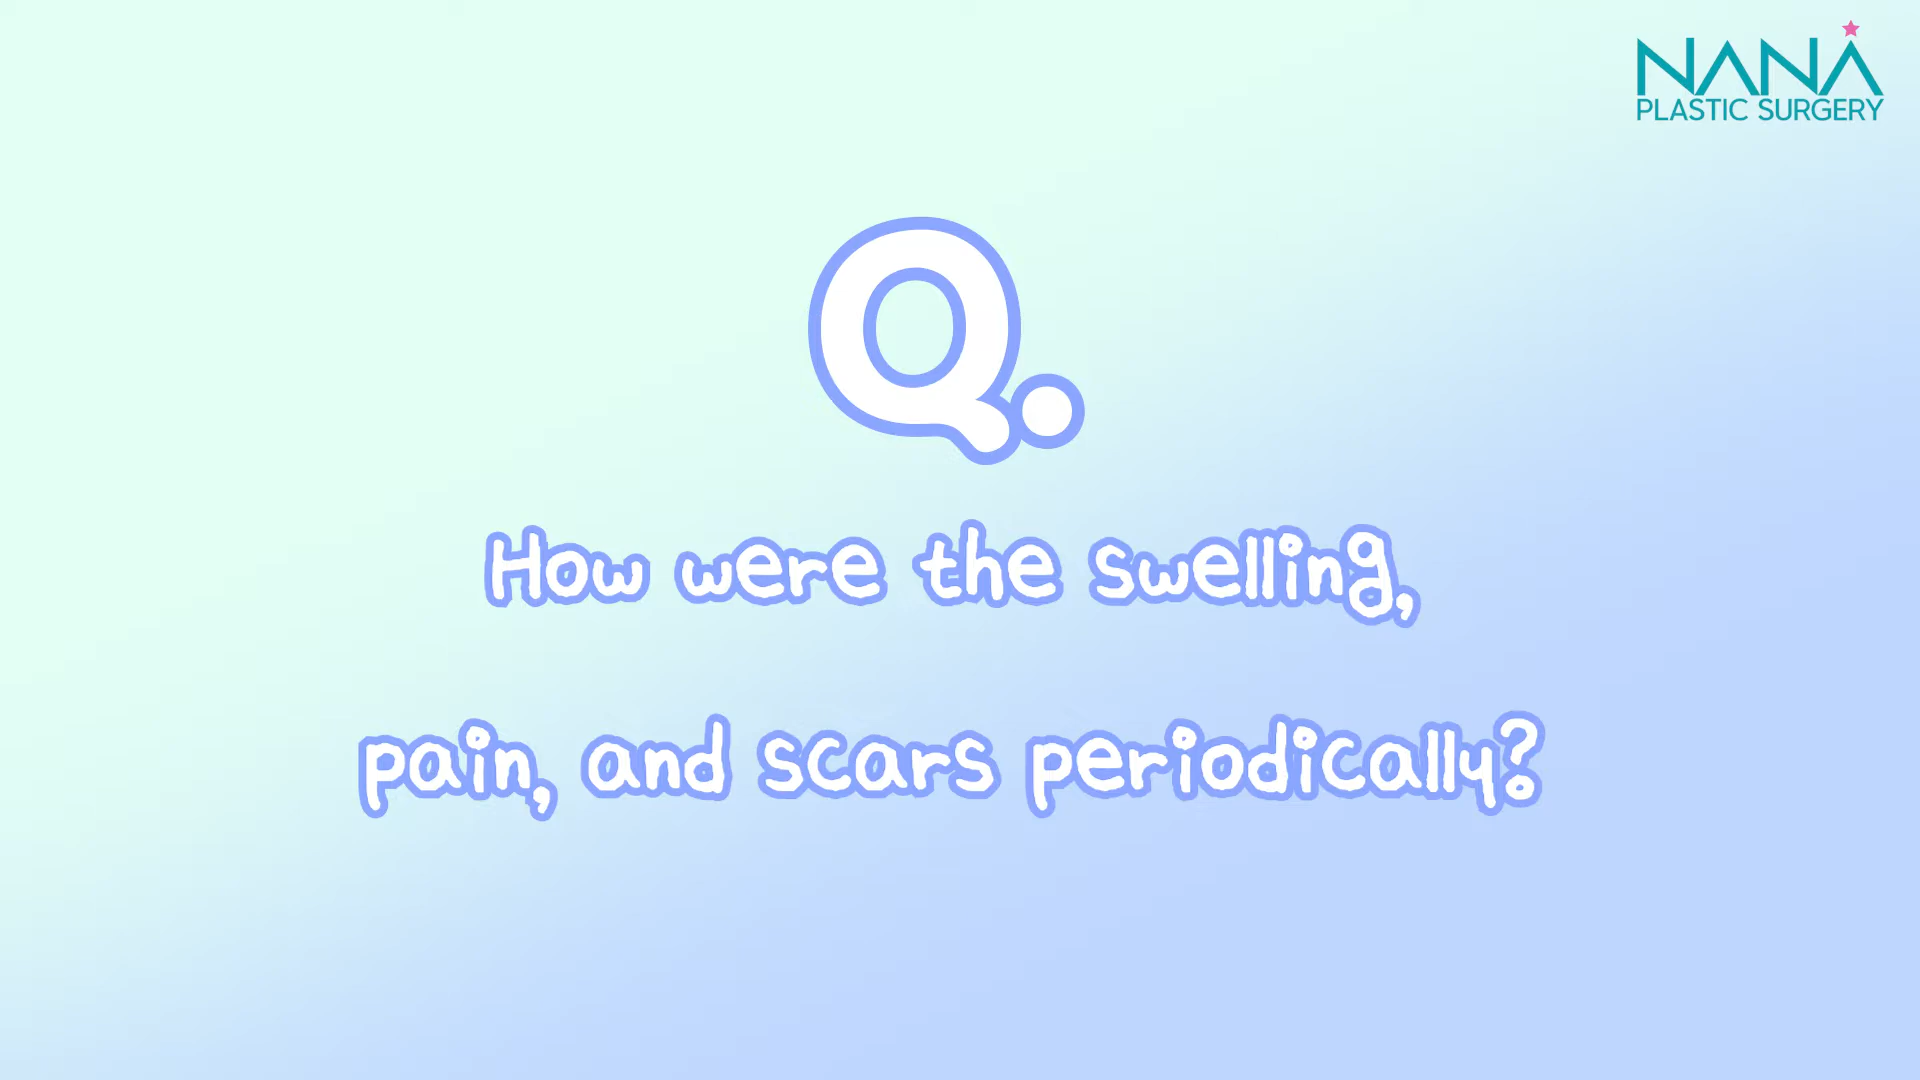 NANA
PLASTIC SURGERY
Q.
How were the swelling,
pain, and scars periodically?